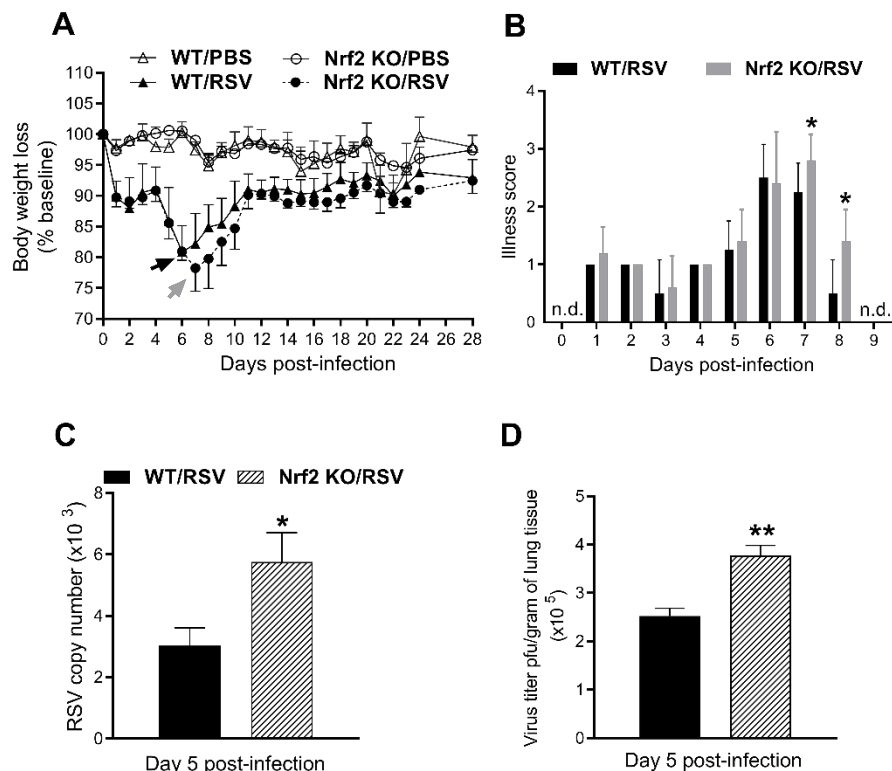 A
WT/PBS
Nrf2 KO/PBS
WT/RSV
Nrf2 KO/RSV
Body weight loss
(% baseline)
110
105
100
95
90
85
80
75
70
0 2 4 6 8 10 12 14 16 18 20 22 24 26 28
Days post-infection
B
WT/RSV
Nrf2 KO/RSV
Illness score
4
3
2
1
0
*
*
n.d.
n.d.
0 1 2 3 4 5 6 7 8 9
Days post-infection
C
WT/RSV
Nrf2 KO/RSV
RSV copy number (x10 3)
8
6
4
2
0
*
Day 5 post-infection
D
Virus titer pfu/gram of lung tissue
(x10 5)
5
4
3
2
1
0
**
Day 5 post-infection